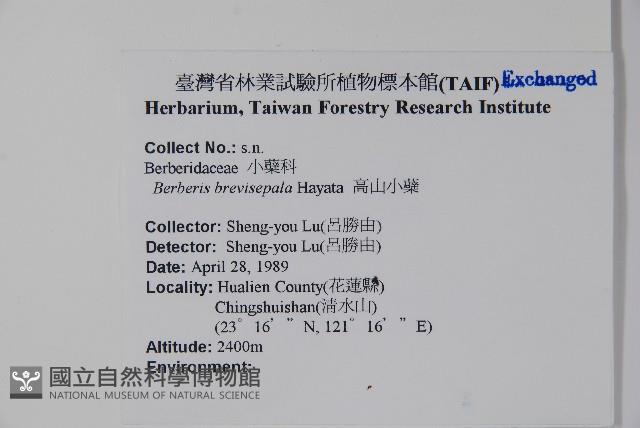 臺灣省林業試驗所植物標本館(TAIF) Exchanged
Herbarium, Taiwan Forestry Research Institute
Collect No.: s.n.
Berberidaceae 小蘗科
Berberis brevisepala Hayata 高山小蘗
Collector: Sheng-you Lu(呂勝由)
Detector: Sheng-you Lu(呂勝由)
Date: April 28, 1989
Locality: Hualien County(花蓮縣)
Chingshuishan(清水山)
(23° 16’ ” N, 121° 16’ ” E)
Altitude: 2400m
Environment:
國立自然科學博物館
NATIONAL MUSEUM OF NATURAL SCIENCE